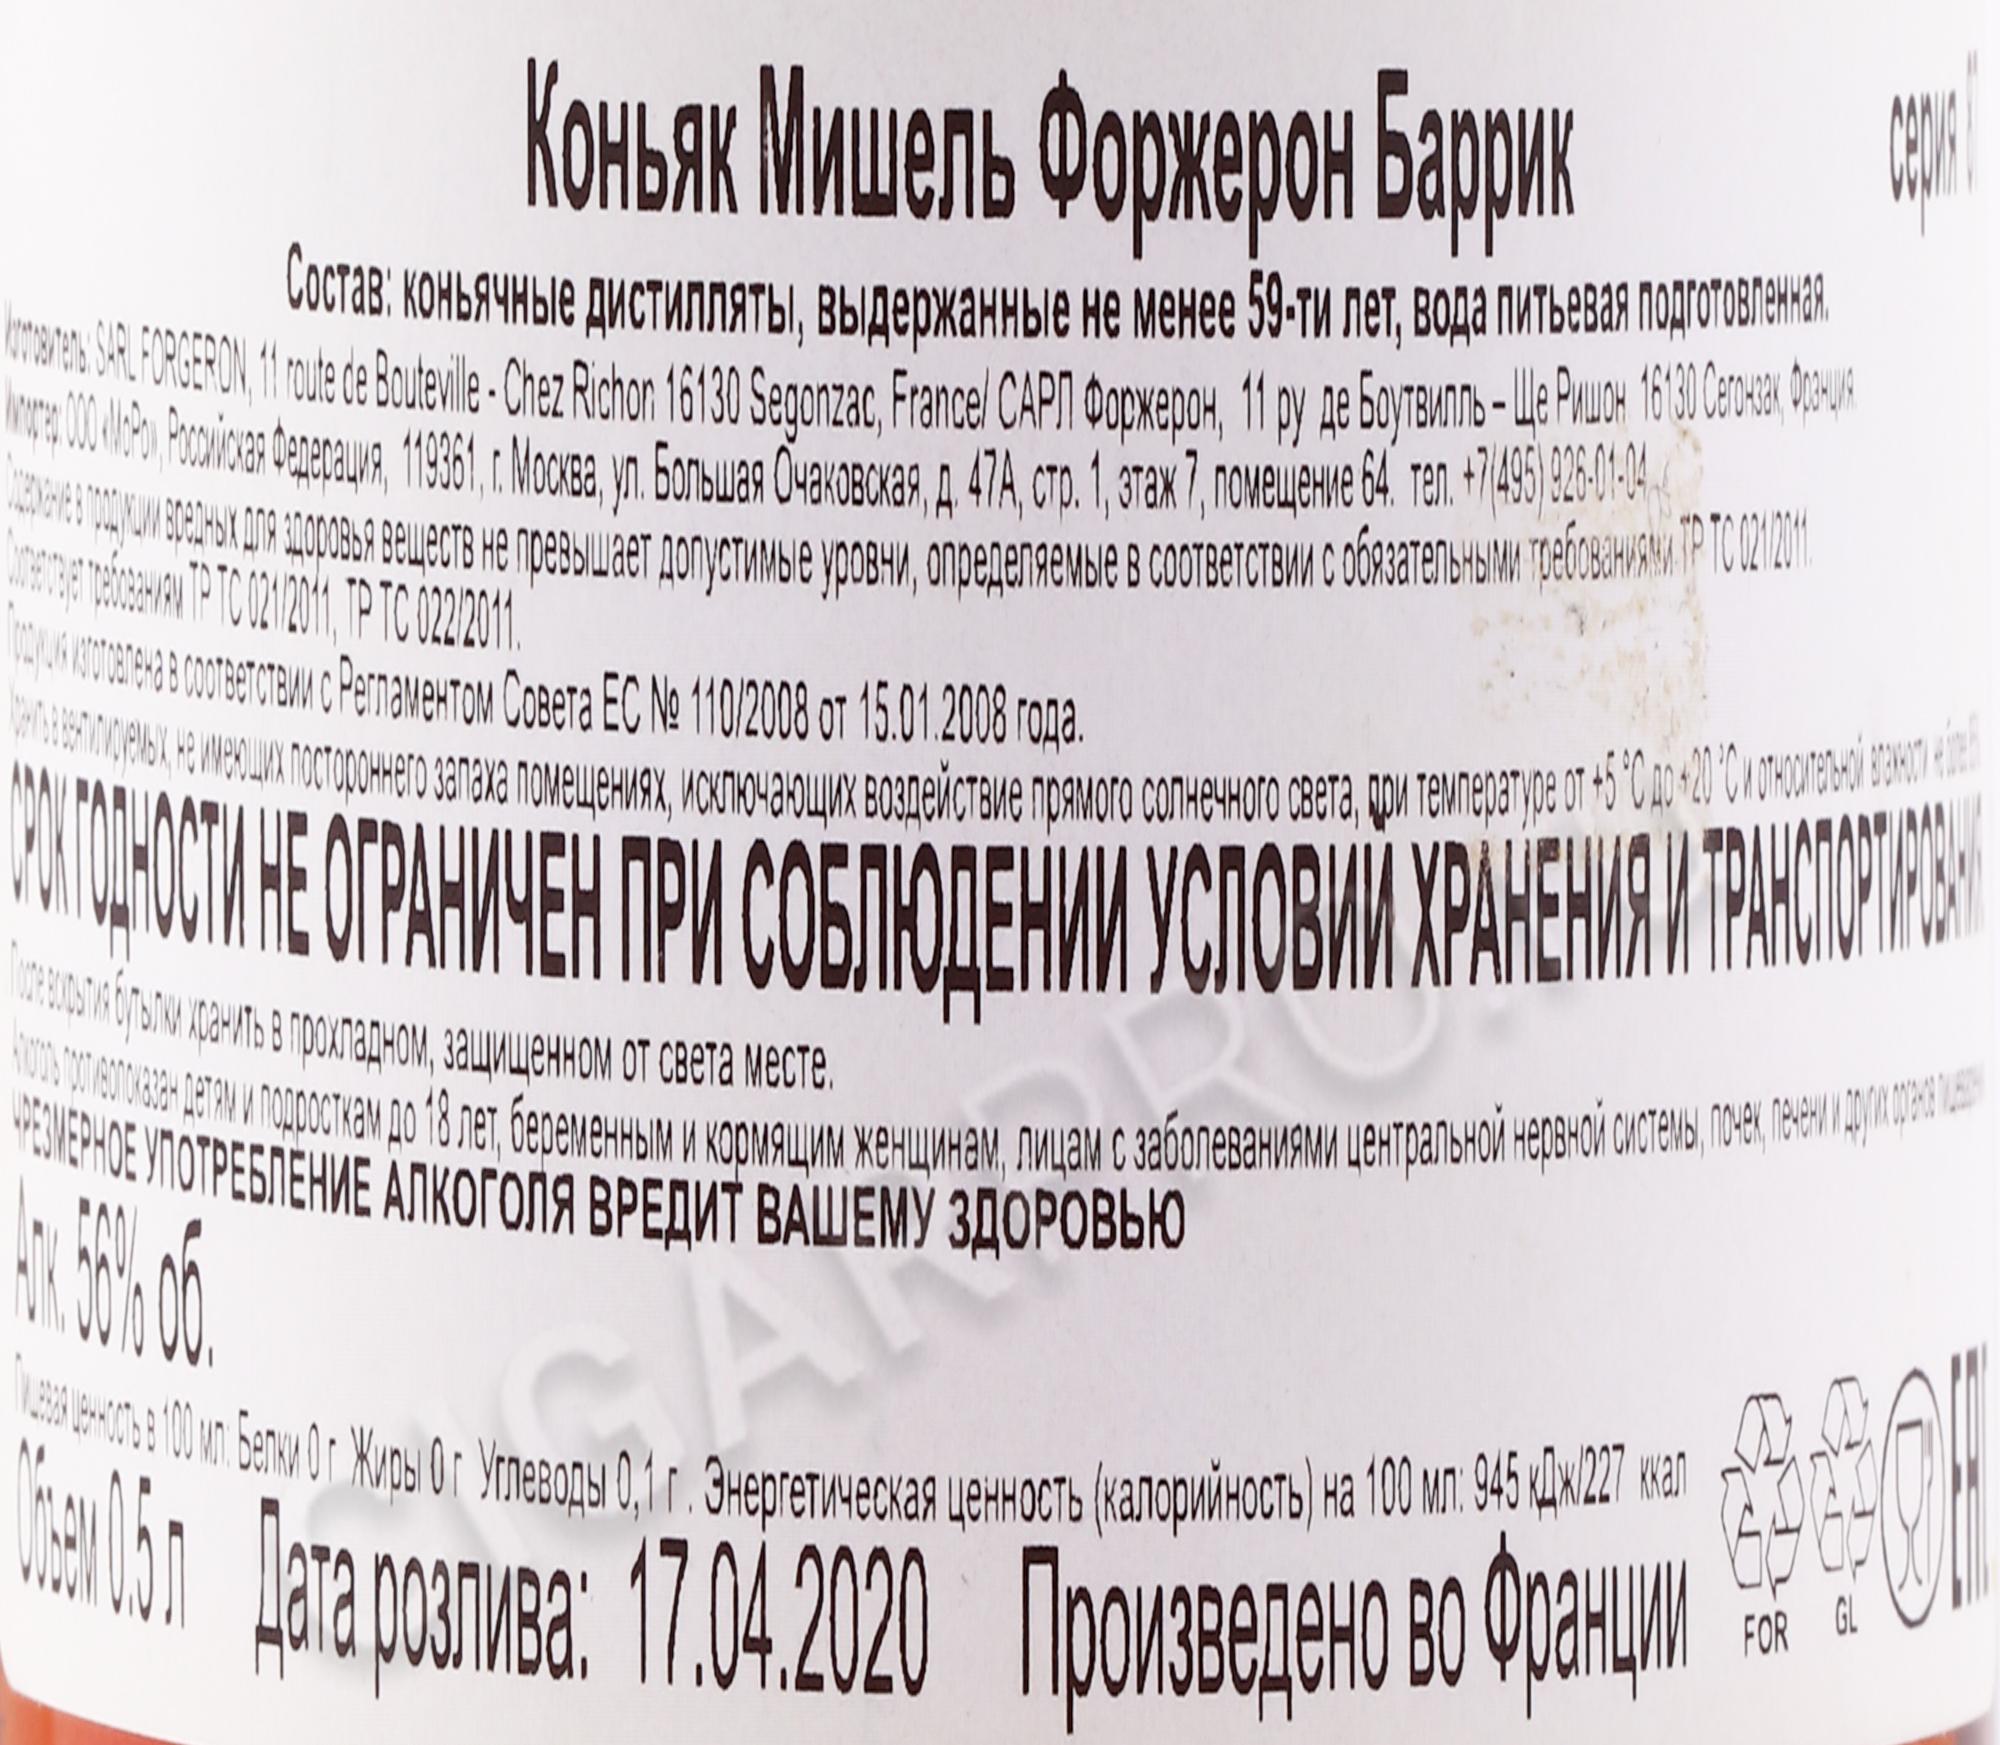 Коньяк Мишель Форжерон Баррик
серия
Состав: коньячные дистилляты, выдержанные не менее 59-ти лет, вода питьевая подготовленная.
Изготовитель: SARL FORGERON, 11 route de Bouteville - Chez Richon 16130 Segonzac, France/ САРЛ Форжерон, 11 ру де Боутвилль – Ще Ришон 16130 Сегонзак, Франция
Импортер: ООО «МоРо», Российская Федерация, 119361, г. Москва, ул. Большая Очаковская, д. 47А, стр. 1, этаж 7, помещение 64. тел. +7(495) 926-01-04
Содержание в продукции вредных для здоровья веществ не превышает допустимые уровни, определяемые в соответствии с обязательными требованиями ТР ТС 021/2011.
Соответствует требованиям ТР ТС 021/2011, ТР ТС 022/2011.
Продукция изготовлена в соответствии с Регламентом Совета ЕС № 110/2008 от 15.01.2008 года.
Хранить в вентилируемых, не имеющих постороннего запаха помещениях, исключающих воздействие прямого солнечного света, при температуре от +5 °С до +20 °С и относительной влажности не более
СРОК ГОДНОСТИ НЕ ОГРАНИЧЕН ПРИ СОБЛЮДЕНИИ УСЛОВИЙ ХРАНЕНИЯ И ТРАНСПОРТИРОВАНИЯ
После вскрытия бутылки хранить в прохладном, защищенном от света месте.
Алкоголь противопоказан детям и подросткам до 18 лет, беременным и кормящим женщинам, лицам с заболеваниями центральной нервной системы, почек, печени и других органов пищеварения
ЧРЕЗМЕРНОЕ УПОТРЕБЛЕНИЕ АЛКОГОЛЯ ВРЕДИТ ВАШЕМУ ЗДОРОВЬЮ
Алк. 56% об.
Пищевая ценность в 100 мл: Белки 0 г Жиры 0 г Углеводы 0,1 г . Энергетическая ценность (калорийность) на 100 мл: 945 кДж/227 ккал
Объем 0.5 л Дата розлива: 17.04.2020 Произведено во Франции
FOR GL EAC
CIGARPRO.RU